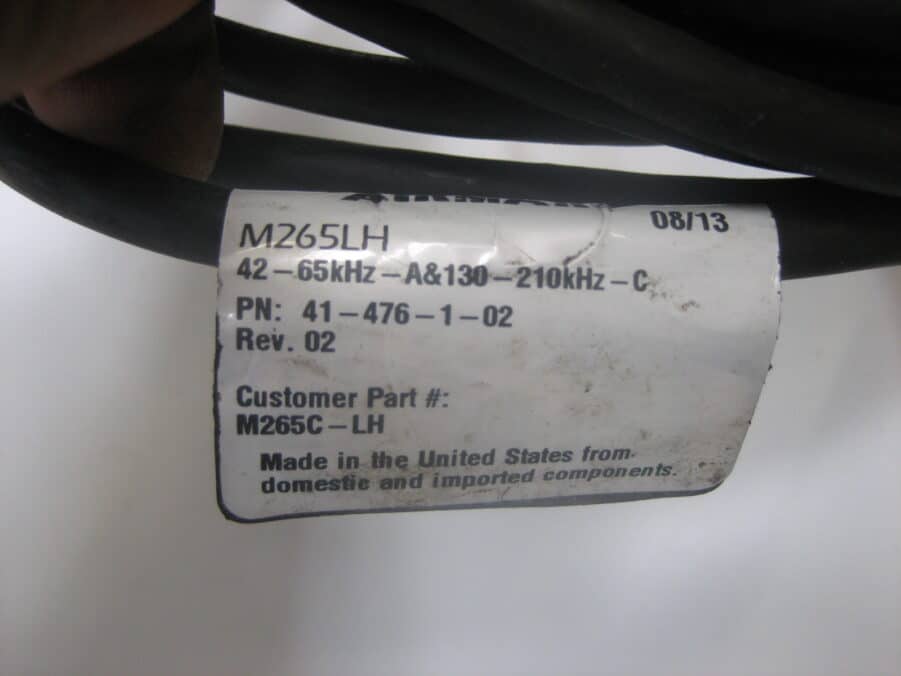 AIRMAR
08/13
M265LH
42-65kHz-A&130-210kHz-C
PN: 41-476-1-02
Rev. 02
Customer Part #:
M265C-LH
Made in the United States from
domestic and imported components.